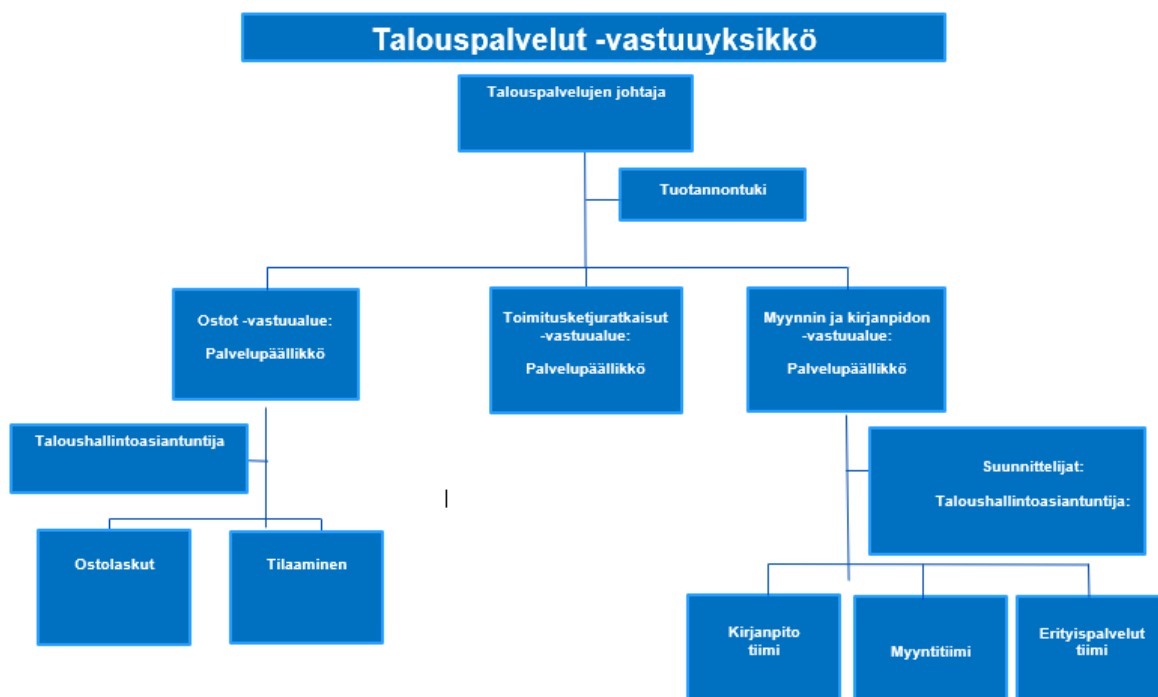 Talouspalvelut -vastuuyksikkö
Talouspalvelujen johtaja
Tuotannontuki
Ostot -vastuualue:
Palvelupäällikkö
Toimitusketjuratkaisut
-vastuualue:
Palvelupäällikkö
Myynnin ja kirjanpidon
-vastuualue:
Palvelupäällikkö
Taloushallintoasiantuntija
Suunnittelijat:
Taloushallintoasiantuntija:
Ostolaskut
Tilaaminen
Kirjanpito
tiimi
Myyntitiimi
Erityispalvelut
tiimi